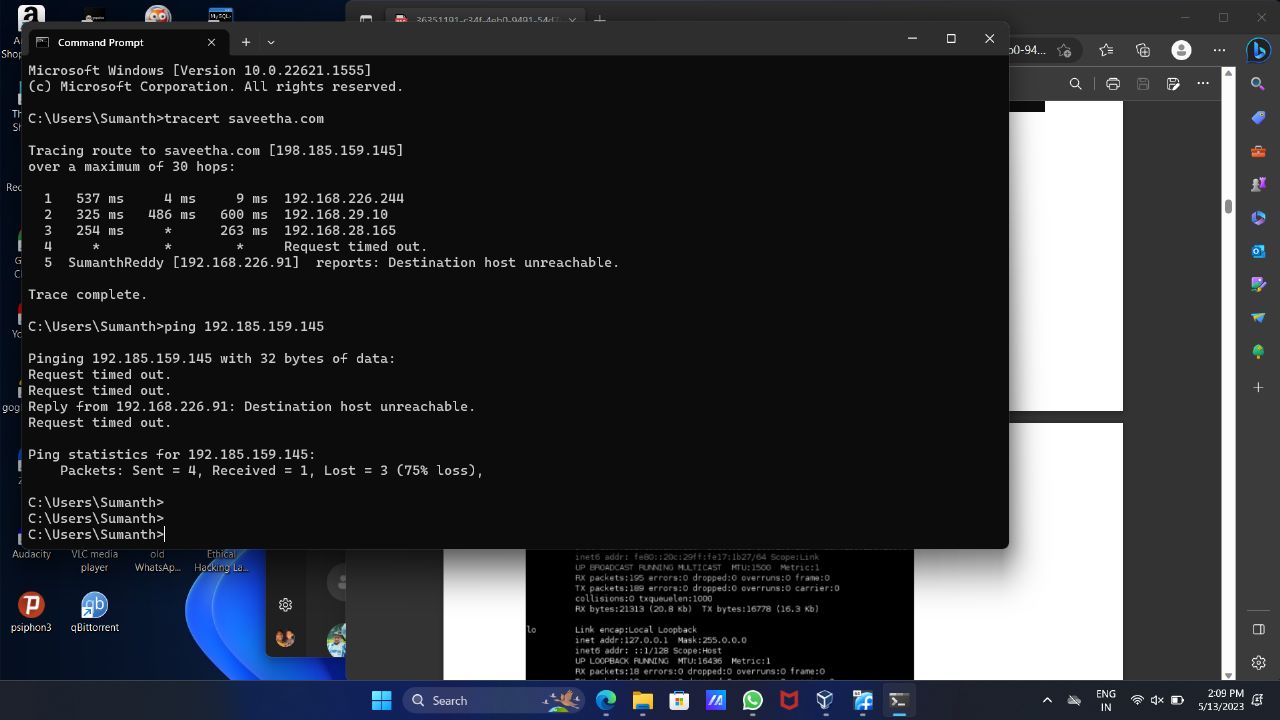 MySQL
36351191-c34f-4eb0-9491-54d7
Command Prompt
Microsoft Windows [Version 10.0.22621.1555]
(c) Microsoft Corporation. All rights reserved.
C:\Users\Sumanth>tracert saveetha.com
Tracing route to saveetha.com [198.185.159.145]
over a maximum of 30 hops:
1 537 ms 4 ms 9 ms 192.168.226.244
2 325 ms 486 ms 600 ms 192.168.29.10
3 254 ms * 263 ms 192.168.28.165
4 * * * Request timed out.
5 SumanthReddy [192.168.226.91] reports: Destination host unreachable.
Trace complete.
C:\Users\Sumanth>ping 192.185.159.145
Pinging 192.185.159.145 with 32 bytes of data:
Request timed out.
Request timed out.
Reply from 192.168.226.91: Destination host unreachable.
Request timed out.
Ping statistics for 192.185.159.145:
Packets: Sent = 4, Received = 1, Lost = 3 (75% loss),
C:\Users\Sumanth>
C:\Users\Sumanth>
C:\Users\Sumanth>
Audacity
VLC media player
old WhatsApp...
Ethical Hacking La...
psiphon3
qBittorrent
inet6 addr: fe80::20c:29ff:fe17:1b27/64 Scope:Link
UP BROADCAST RUNNING MULTICAST MTU:1500 Metric:1
RX packets:195 errors:0 dropped:0 overruns:0 frame:0
TX packets:189 errors:0 dropped:0 overruns:0 carrier:0
collisions:0 txqueuelen:1000
RX bytes:21313 (20.8 Kb) TX bytes:16778 (16.3 Kb)
lo Link encap:Local Loopback
inet addr:127.0.0.1 Mask:255.0.0.0
inet6 addr: ::1/128 Scope:Host
UP LOOPBACK RUNNING MTU:16436 Metric:1
RX packets:18 errors:0 dropped:0 overruns:0 frame:0
Search
ENG
IN
2:09 PM
5/13/2023